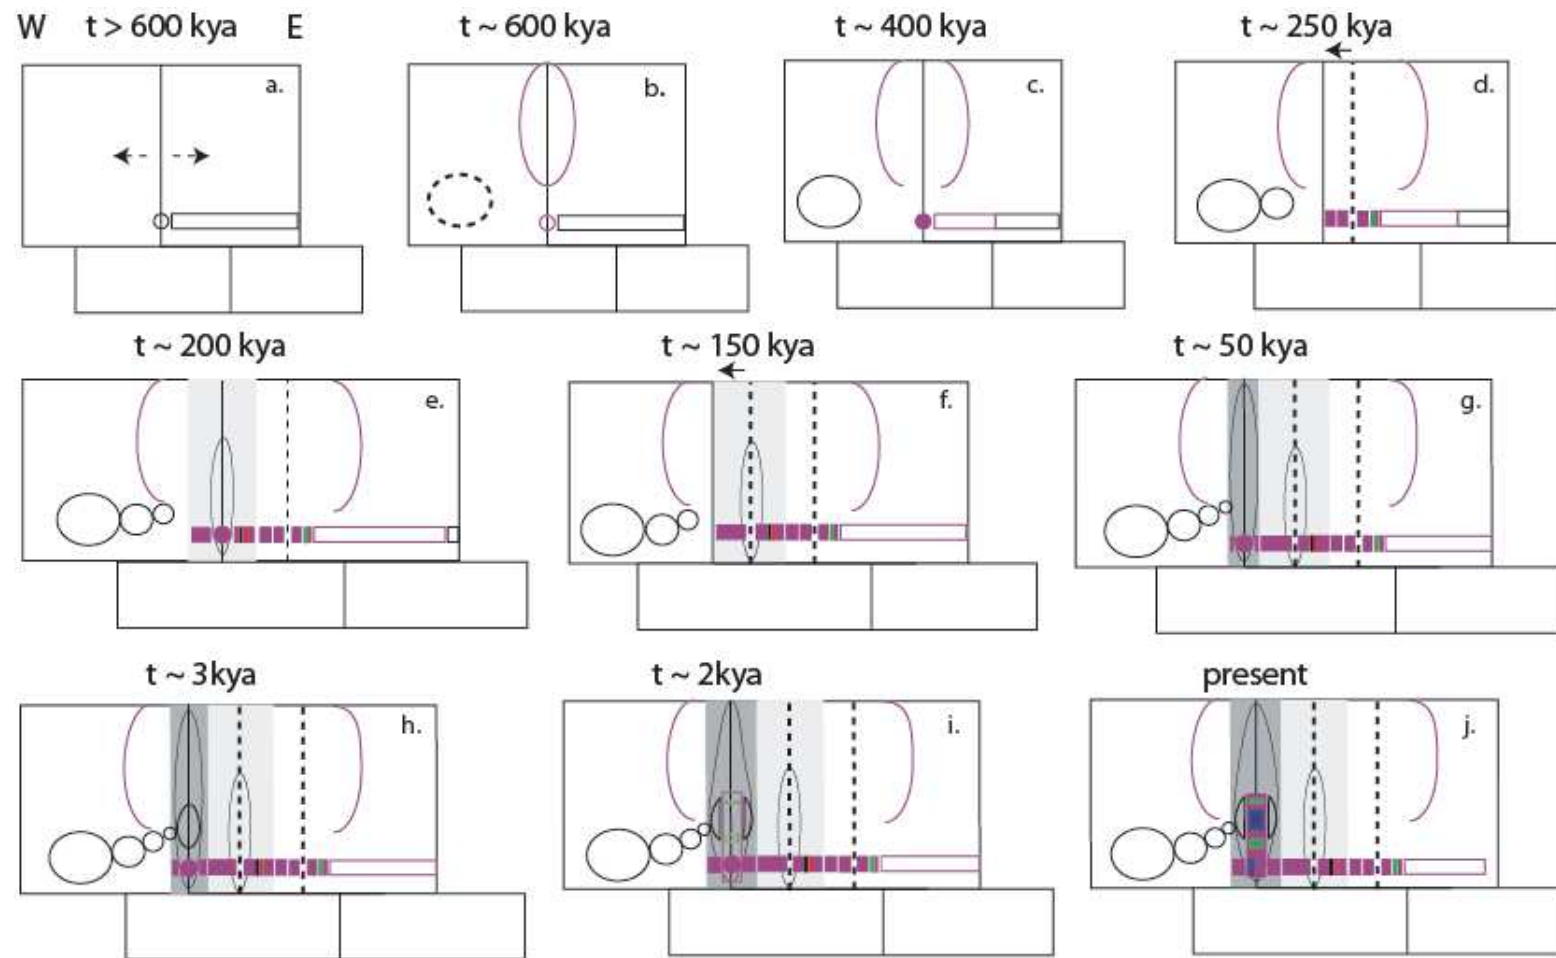 W t > 600 kya E t ~ 600 kya t ~ 400 kya t ~ 250 kya
a. b. c. d.
t ~ 200 kya t ~ 150 kya t ~ 50 kya
e. f. g.
t ~ 3kya t ~ 2kya present
h. i. j.